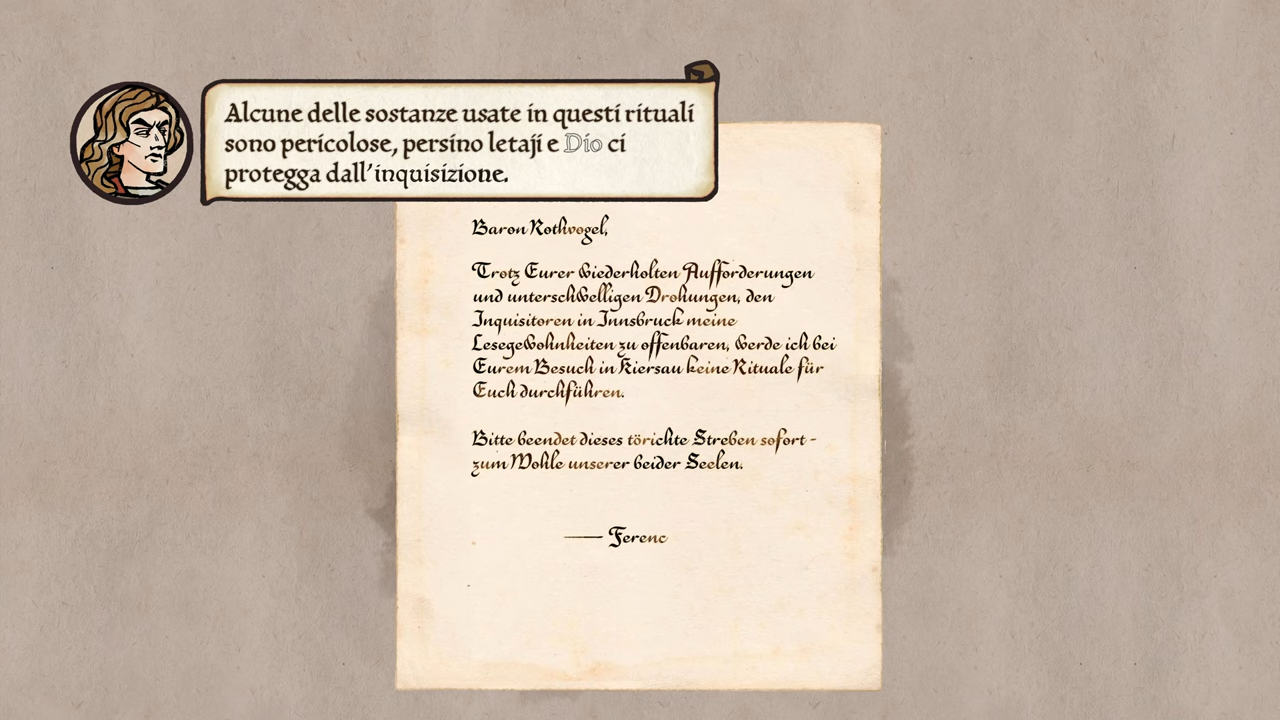 Alcune delle sostanze usate in questi rituali
sono pericolose, persino letaji e Dio ci
protegga dall'inquisizione.
Baron Rothvogel,
Trotz Eurer wiederholten Aufforderungen
und unterschwelligen Drohungen, den
Inquisitoren in Innsbruck meine
Lesegewohnheiten zu offenbaren, werde ich bei
Eurem Besuch in Kiersau keine Rituale für
Euch durchführen.
Bitte beendet dieses törichte Streben sofort -
zum Wohle unserer beider Seelen.
— Ferenc